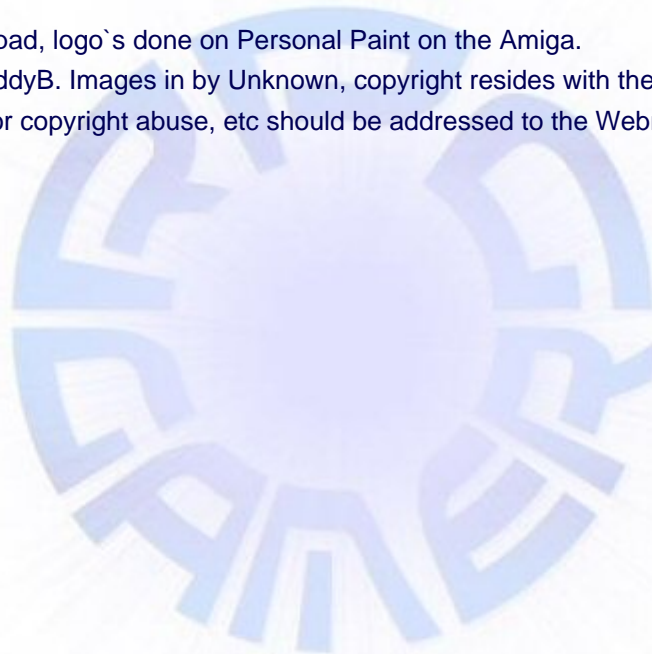 oad, logo`s done on Personal Paint on the Amiga.
ddyB. Images in by Unknown, copyright resides with the
or copyright abuse, etc should be addressed to the Web